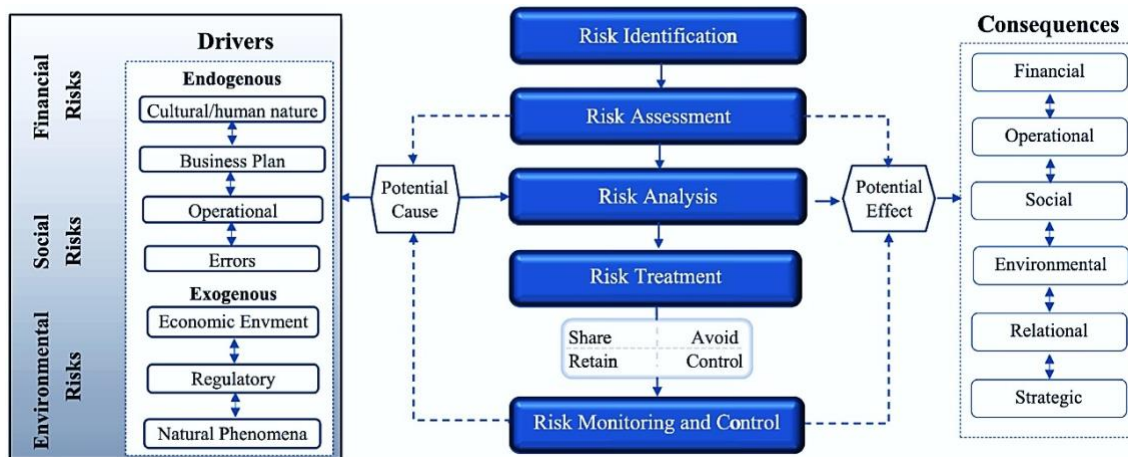 Financial
Risks
Social
Risks
Environmental
Risks
Drivers
Endogenous
Cultural/human nature
Business Plan
Operational
Errors
Exogenous
Economic Envment
Regulatory
Natural Phenomena
Potential
Cause
Risk Identification
Risk Assessment
Risk Analysis
Risk Treatment
Share Avoid
Retain Control
Risk Monitoring and Control
Potential
Effect
Consequences
Financial
Operational
Social
Environmental
Relational
Strategic